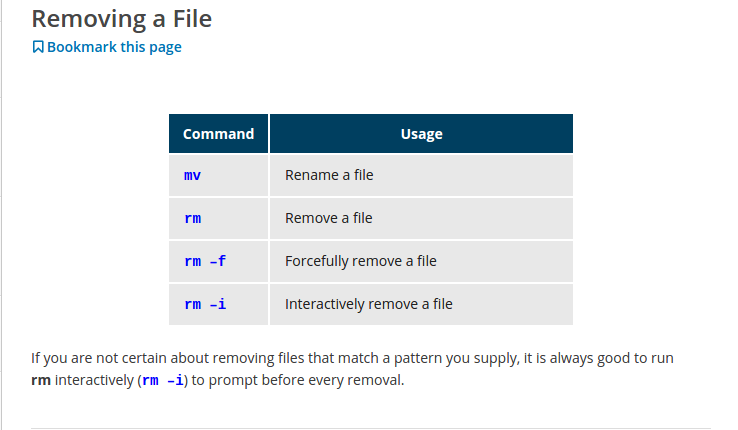 Removing a File
Bookmark this page
Command Usage
mv Rename a file
rm Remove a file
rm –f Forcefully remove a file
rm –i Interactively remove a file
If you are not certain about removing files that match a pattern you supply, it is always good to run
rm interactively (rm –i) to prompt before every removal.